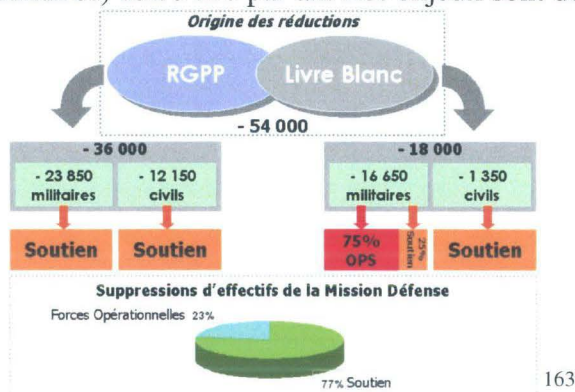 Origine des réductions
RGPP
Livre Blanc
- 54 000
- 36 000
- 18 000
- 23 850 militaires
- 12 150 civils
- 16 650 militaires
- 1 350 civils
Soutien
Soutien
75% OPS
25% Soutien
Soutien
Suppressions d'effectifs de la Mission Défense
Forces Opérationnelles 23%
77% Soutien
163